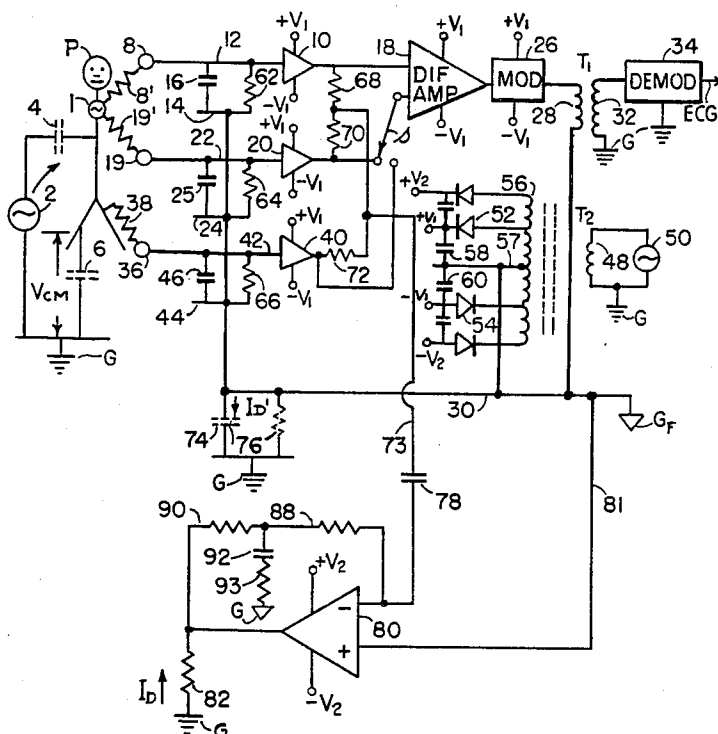 +V1 +V1 +V1
P 8 12 10 18 26 T1 34
DIF AMP MOD DEMOD
16 62 68 28 32 ECG
4 1 8' 14 -V1 -V1 -V1 G
19' +V1
22 20 70 S
19 25 64 -V1 +V2 56
2 24 +V1 52 T2
38 +V1 57 50
42 40 58 48
6 36 46 72 60
VCM 66 -V1 -V1 54 G
44 -V2
G
ID' 30 GF
74 76 73
G 78 81
90 88
92 +V2
93
G - 80
+
ID 82 -V2
G